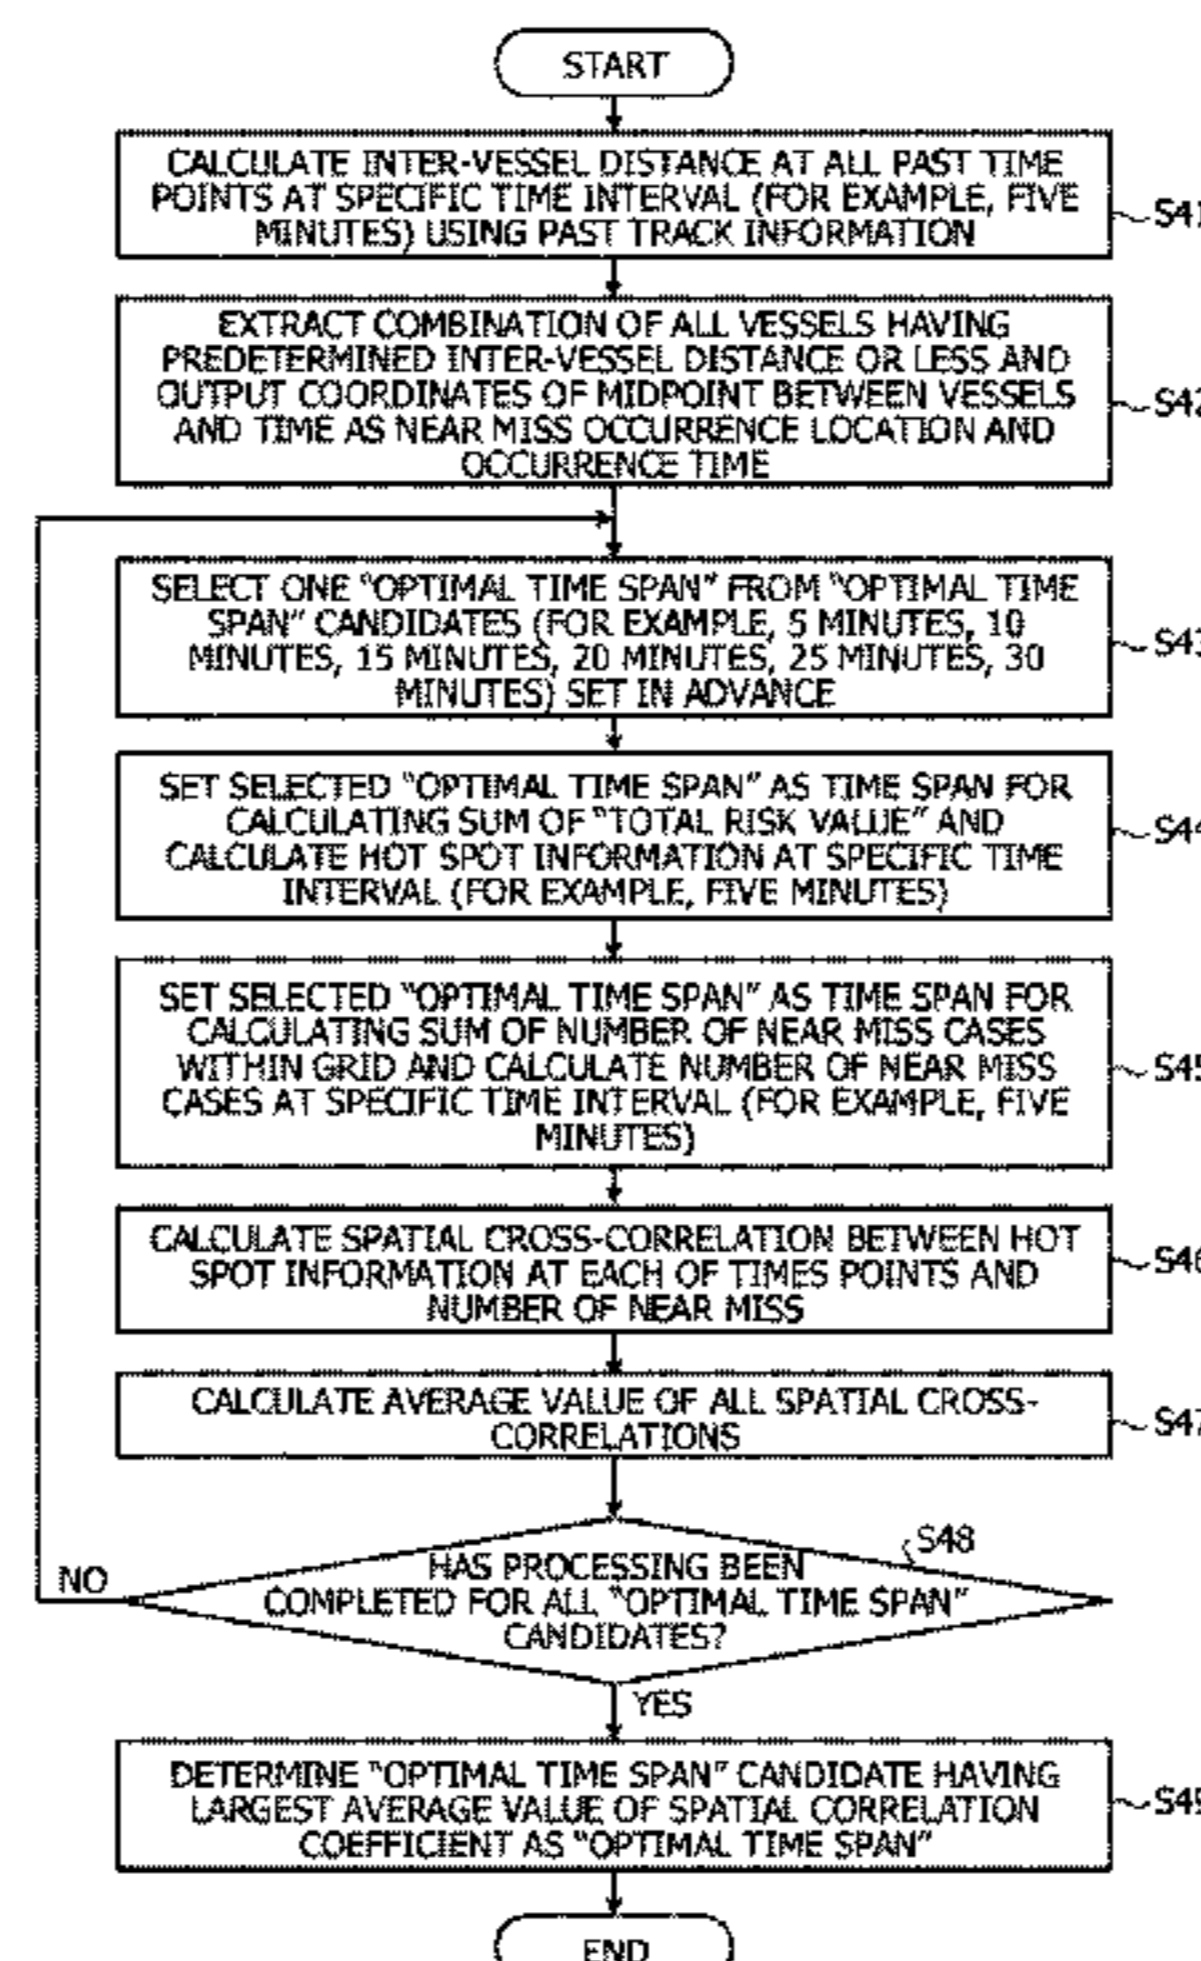 START
CALCULATE INTER-VESSEL DISTANCE AT ALL PAST TIME
POINTS AT SPECIFIC TIME INTERVAL (FOR EXAMPLE, FIVE
MINUTES) USING PAST TRACK INFORMATION
S41
EXTRACT COMBINATION OF ALL VESSELS HAVING
PREDETERMINED INTER-VESSEL DISTANCE OR LESS AND
OUTPUT COORDINATES OF MIDPOINT BETWEEN VESSELS
AND TIME AS NEAR MISS OCCURRENCE LOCATION AND
OCCURRENCE TIME
S42
SELECT ONE "OPTIMAL TIME SPAN" FROM "OPTIMAL TIME
SPAN" CANDIDATES (FOR EXAMPLE, 5 MINUTES, 10
MINUTES, 15 MINUTES, 20 MINUTES, 25 MINUTES, 30
MINUTES) SET IN ADVANCE
S43
SET SELECTED "OPTIMAL TIME SPAN" AS TIME SPAN FOR
CALCULATING SUM OF "TOTAL RISK VALUE" AND
CALCULATE HOT SPOT INFORMATION AT SPECIFIC TIME
INTERVAL (FOR EXAMPLE, FIVE MINUTES)
S44
SET SELECTED "OPTIMAL TIME SPAN" AS TIME SPAN FOR
CALCULATING SUM OF NUMBER OF NEAR MISS CASES
WITHIN GRID AND CALCULATE NUMBER OF NEAR MISS
CASES AT SPECIFIC TIME INTERVAL (FOR EXAMPLE, FIVE
MINUTES)
S45
CALCULATE SPATIAL CROSS-CORRELATION BETWEEN HOT
SPOT INFORMATION AT EACH OF TIMES POINTS AND
NUMBER OF NEAR MISS
S46
CALCULATE AVERAGE VALUE OF ALL SPATIAL CROSS-
CORRELATIONS
S47
S48
HAS PROCESSING BEEN
COMPLETED FOR ALL "OPTIMAL TIME SPAN"
CANDIDATES?
NO
YES
DETERMINE "OPTIMAL TIME SPAN" CANDIDATE HAVING
LARGEST AVERAGE VALUE OF SPATIAL CORRELATION
COEFFICIENT AS "OPTIMAL TIME SPAN"
S49
END